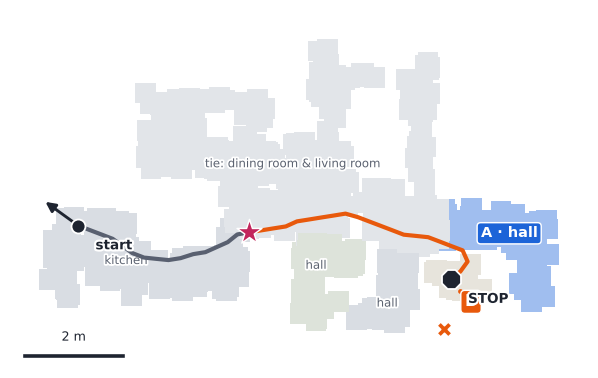 tie: dining room & living room
A · hall
start
kitchen
hall
hall
STOP
2 m